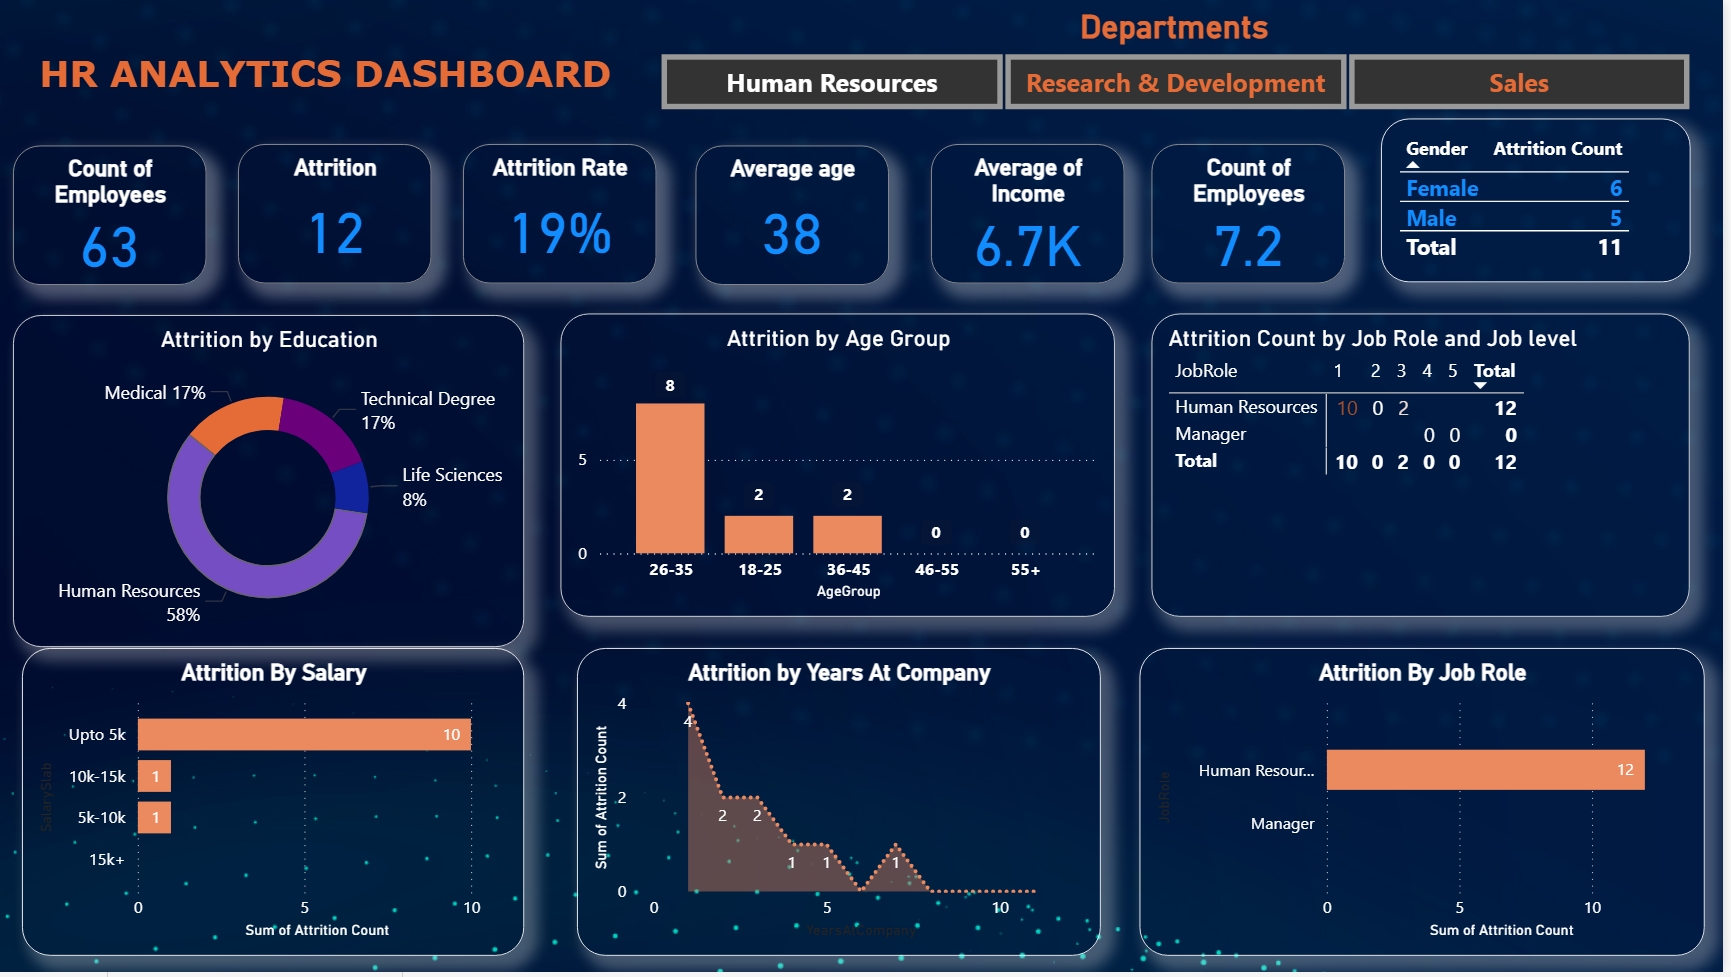 Departments
HR ANALYTICS DASHBOARD
Human Resources
Research & Development
Sales
Count of
Employees
63
Attrition
12
Attrition Rate
19%
Average age
38
Average of
Income
6.7K
Count of
Employees
7.2
Gender Attrition Count
Female 6
Male 5
Total 11
Attrition by Education
Medical 17%
Technical Degree
17%
Life Sciences
8%
Human Resources
58%
Attrition by Age Group
8
5
2 2
0 0
0
26-35 18-25 36-45 46-55 55+
AgeGroup
Attrition Count by Job Role and Job level
JobRole 1 2 3 4 5 Total
Human Resources 10 0 2 12
Manager 0 0 0
Total 10 0 2 0 0 12
Attrition By Salary
SalarySlab
Upto 5k 10
10k-15k 1
5k-10k 1
15k+
0 5 10
Sum of Attrition Count
Attrition by Years At Company
Sum of Attrition Count
4
4
2
2 2
1 1 1
0
0 5 10
YearsAtCompany
Attrition By Job Role
JobRole
Human Resour... 12
Manager
0 5 10
Sum of Attrition Count